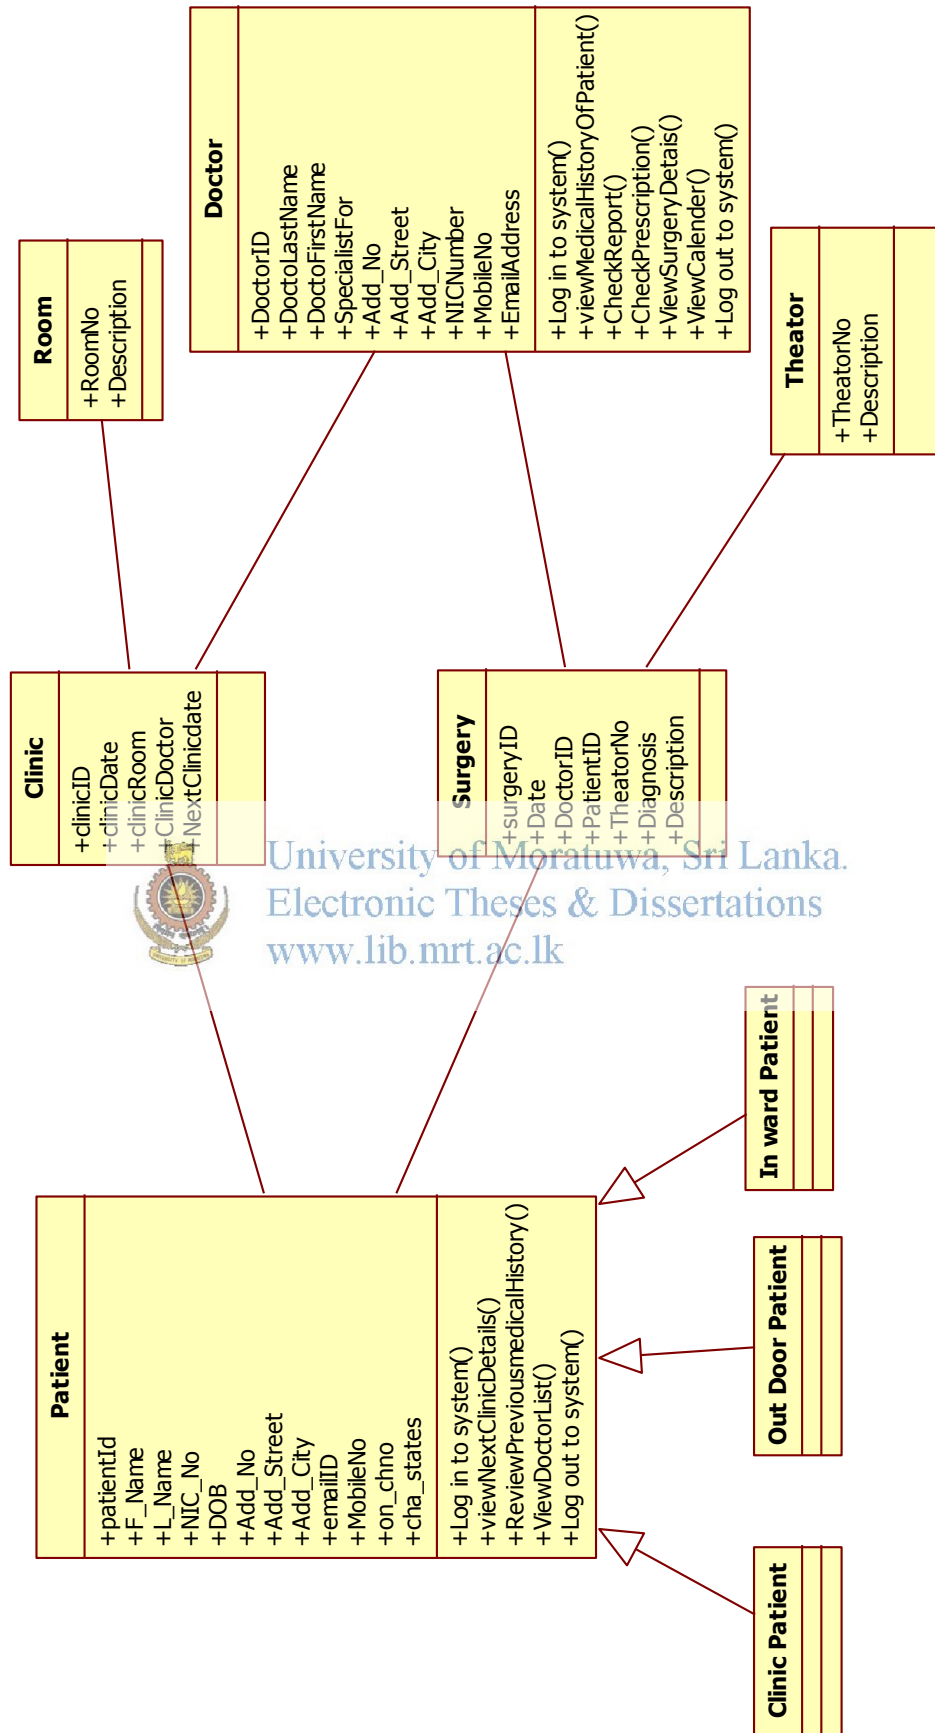 Patient
+patientId
+F_Name
+L_Name
+NIC_No
+DOB
+Add_No
+Add_Street
+Add_City
+emailID
+MobileNo
+on_chno
+cha_states
+Log in to system()
+viewNextClinicDetails()
+ReviewPreviousmedicalHistory()
+ViewDoctorList()
+Log out to system()
Clinic Patient
Out Door Patient
In ward Patient
Clinic
+clinicID
+clinicDate
+clinicRoom
+ClinicDoctor
+NextClinicdate
Surgery
+surgeryID
+Date
+DoctorID
+PatientID
+TheatorNo
+Diagnosis
+Description
Room
+RoomNo
+Description
Doctor
+DoctorID
+DoctoLastName
+DoctoFirstName
+SpecialistFor
+Add_No
+Add_Street
+Add_City
+NICNumber
+MobileNo
+EmailAddress
+Log in to system()
+viewMedicalHistoryOfPatient()
+CheckReport()
+CheckPrescription()
+ViewSurgeryDetais()
+ViewCalender()
+Log out to system()
Theator
+TheatorNo
+Description
University of Moratuwa, Sri Lanka.
Electronic Theses & Dissertations
www.lib.mrt.ac.lk